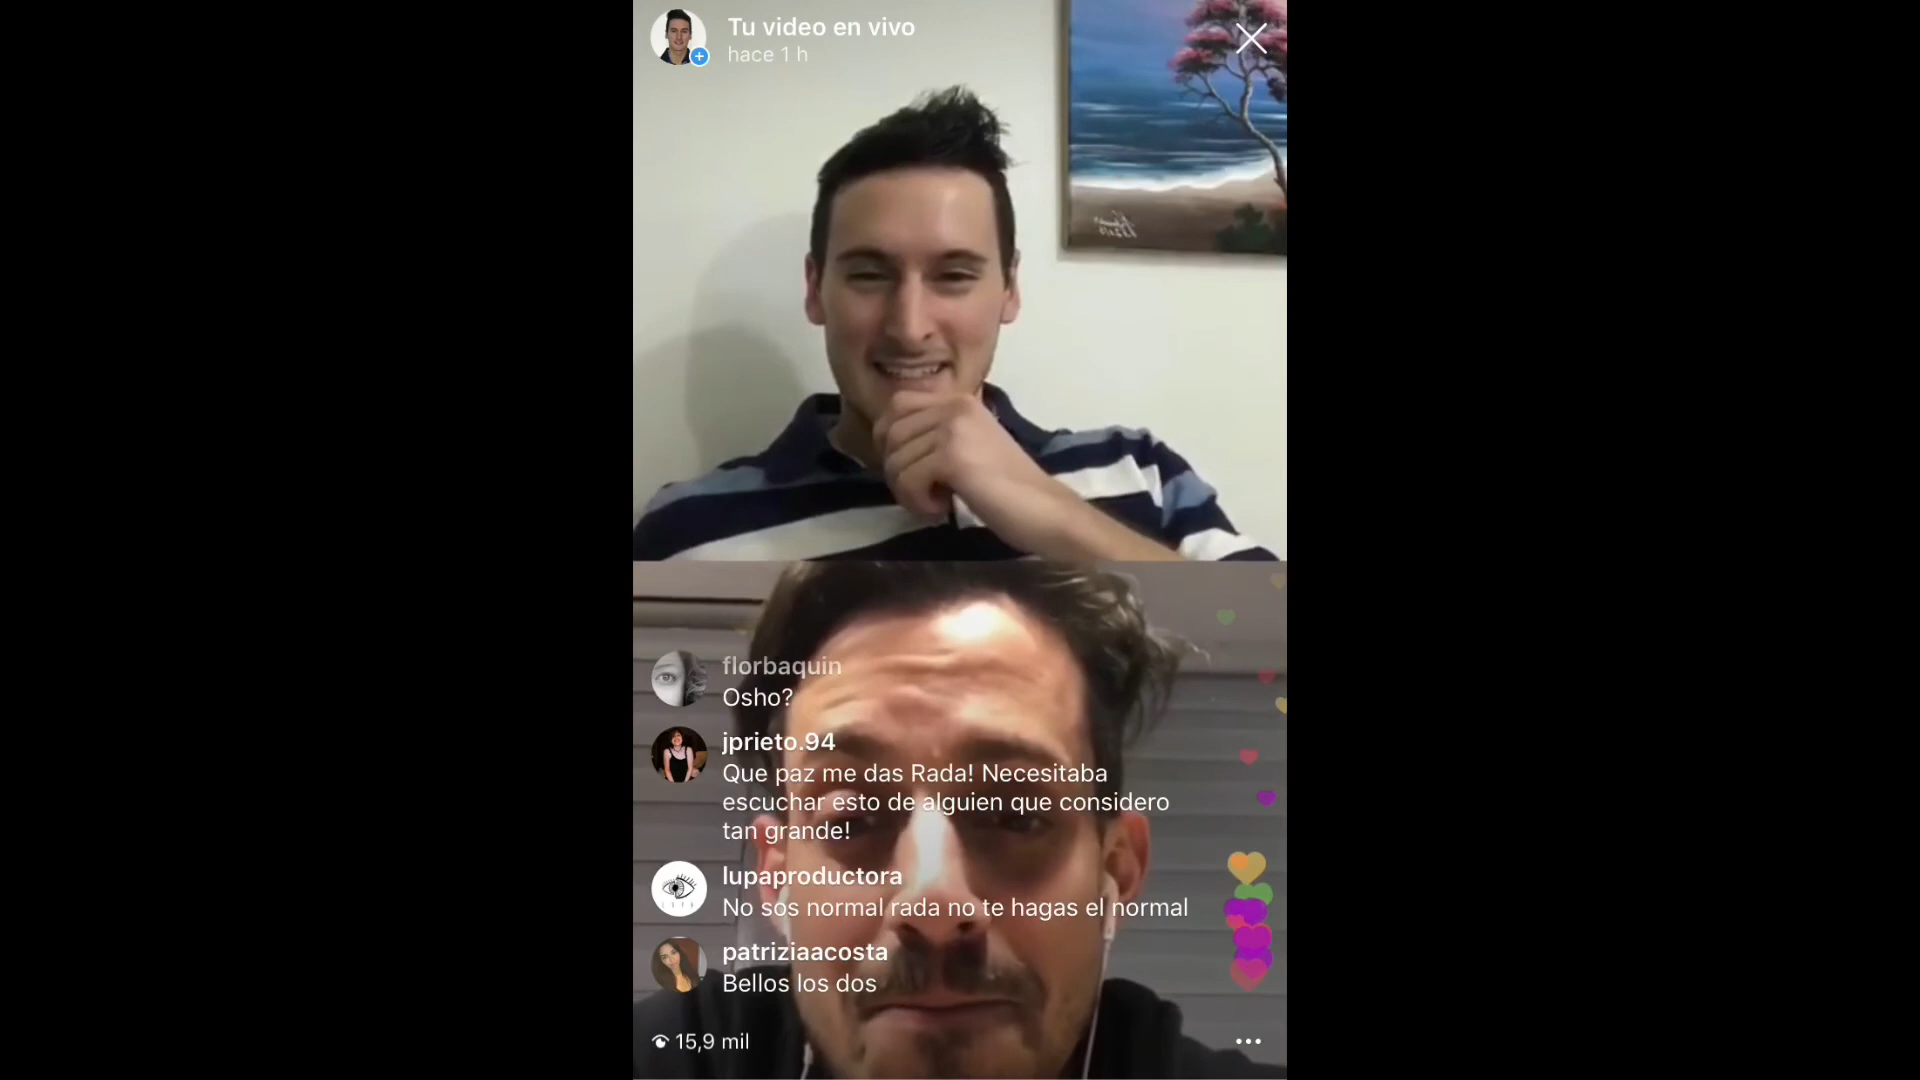 Tu video en vivo
hace 1 h
florbaquin
Osho?
jprieto.94
Que paz me das Rada! Necesitaba
escuchar esto de alguien que considero
tan grande!
lupaproductora
No sos normal rada no te hagas el normal
patriziaacosta
Bellos los dos
15,9 mil